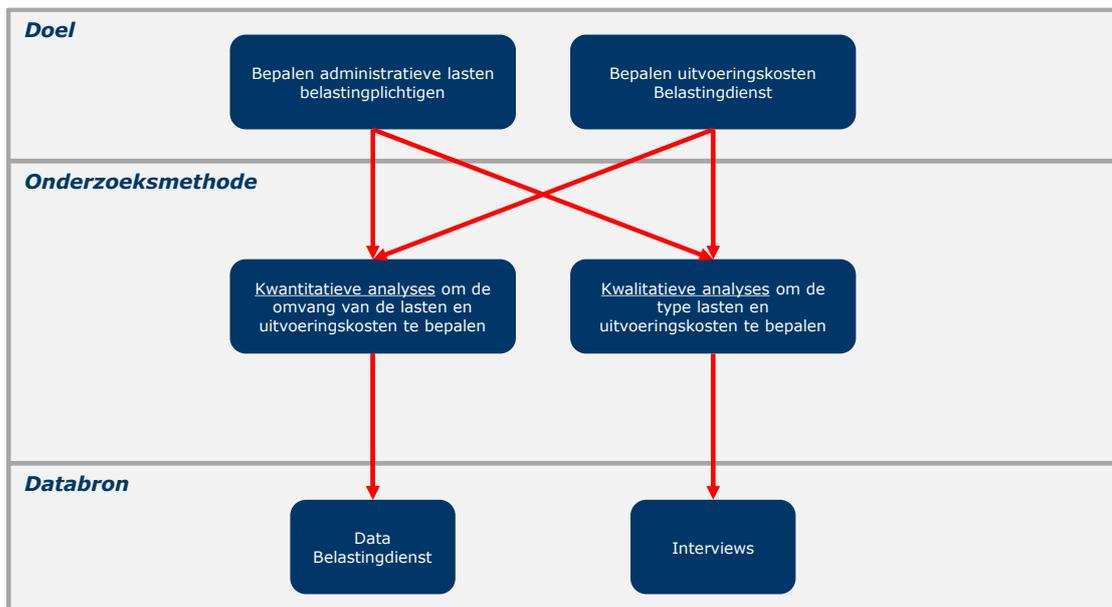 Doel
Bepalen administratieve lasten
belastingplichtigen
Bepalen uitvoeringskosten
Belastingdienst
Onderzoeksmethode
Kwantitatieve analyses om de
omvang van de lasten en
uitvoeringskosten te bepalen
Kwalitatieve analyses om de
type lasten en
uitvoeringskosten te bepalen
Databron
Data
Belastingdienst
Interviews